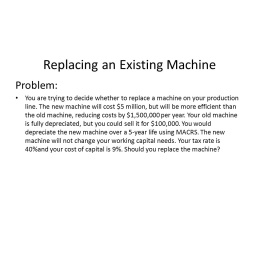 Replacing an Existing Machine
Problem:
• You are trying to decide whether to replace a machine on your production
line. The new machine will cost $5 million, but will be more efficient than
the old machine, reducing costs by $1,500,000 per year. Your old machine
is fully depreciated, but you could sell it for $100,000. You would
depreciate the new machine over a 5-year life using MACRS. The new
machine will not change your working capital needs. Your tax rate is
40%and your cost of capital is 9%. Should you replace the machine?